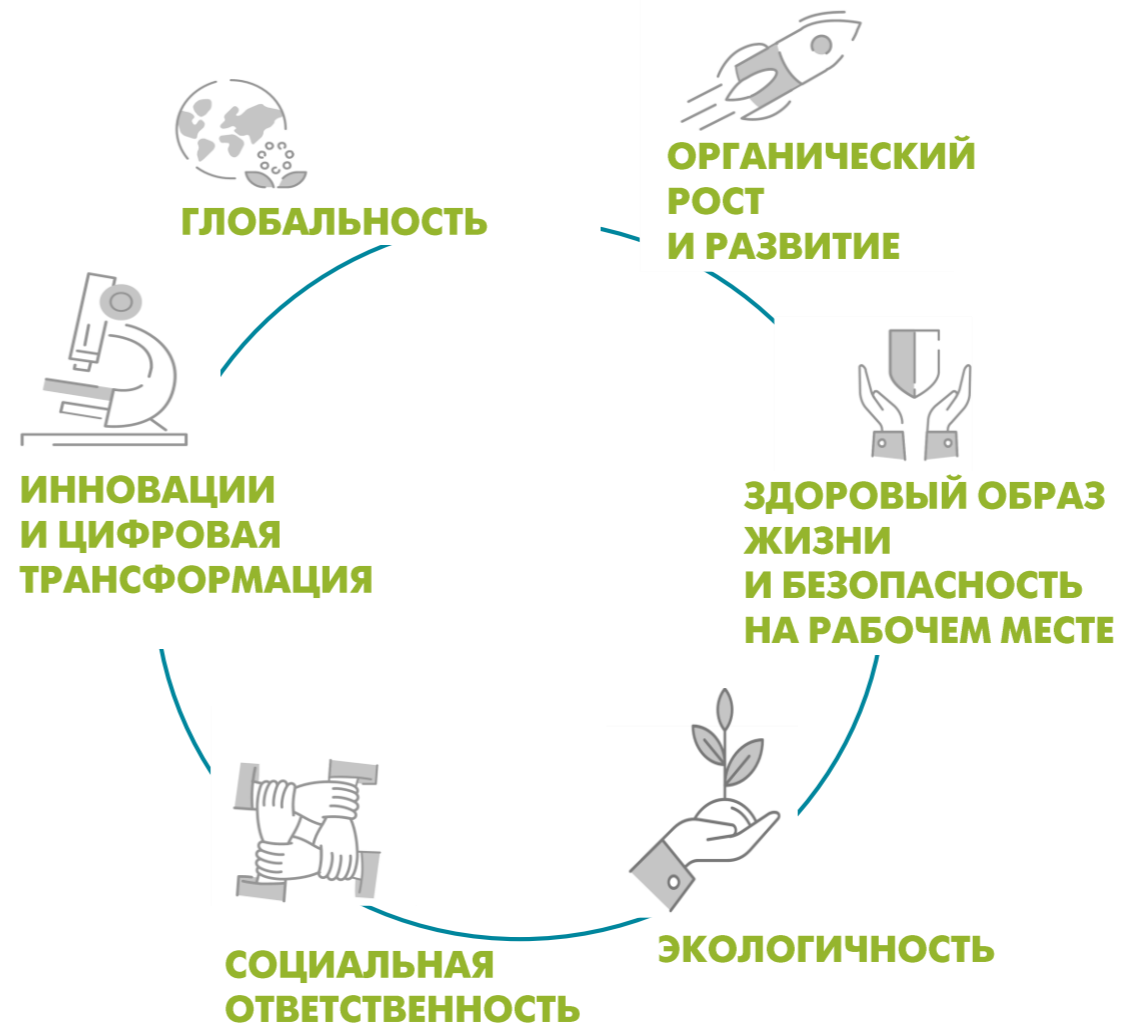 ГЛОБАЛЬНОСТЬ
ОРГАНИЧЕСКИЙ
РОСТ
И РАЗВИТИЕ
ЗДОРОВЫЙ ОБРАЗ
ЖИЗНИ
И БЕЗОПАСНОСТЬ
НА РАБОЧЕМ МЕСТЕ
ЭКОЛОГИЧНОСТЬ
СОЦИАЛЬНАЯ
ОТВЕТСТВЕННОСТЬ
ИННОВАЦИИ
И ЦИФРОВАЯ
ТРАНСФОРМАЦИЯ